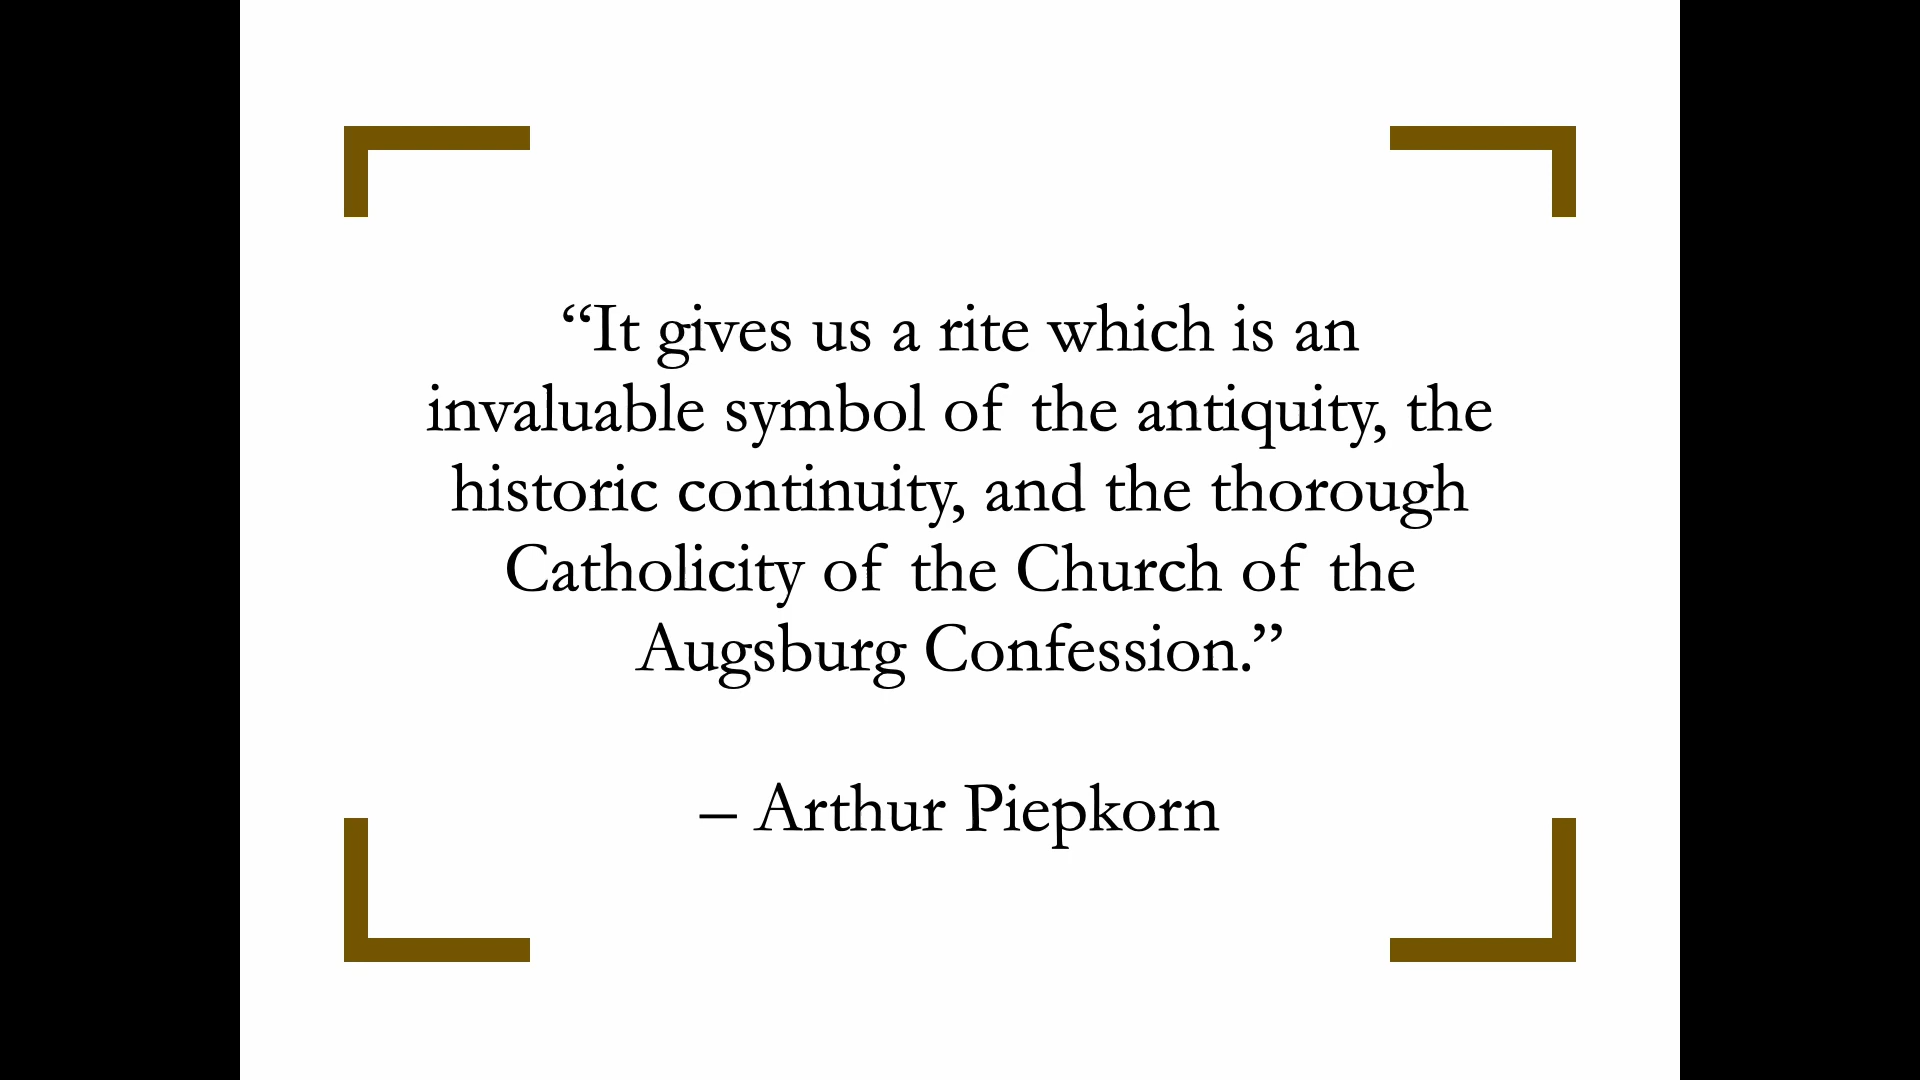 “It gives us a rite which is an
invaluable symbol of the antiquity, the
historic continuity, and the thorough
Catholicity of the Church of the
Augsburg Confession.”
– Arthur Piepkorn